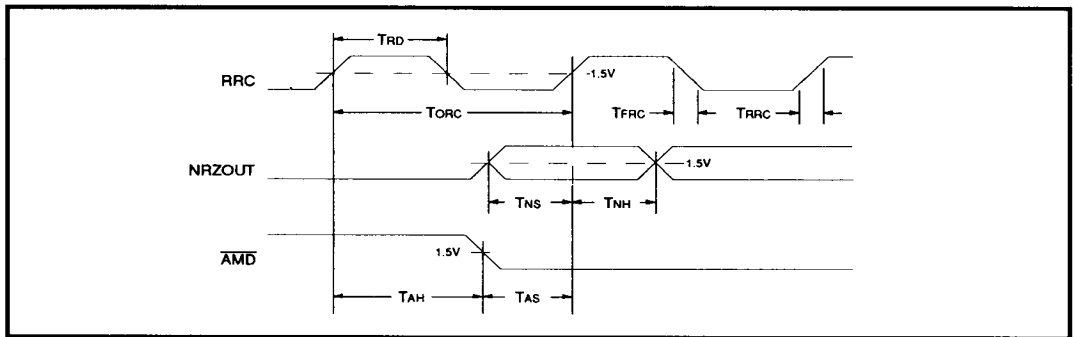 TRD
RRC
-1.5V
TORC
TFRC
TRRC
NRZOUT
1.5V
TNS
TNH
AMD
1.5V
TAH
TAS